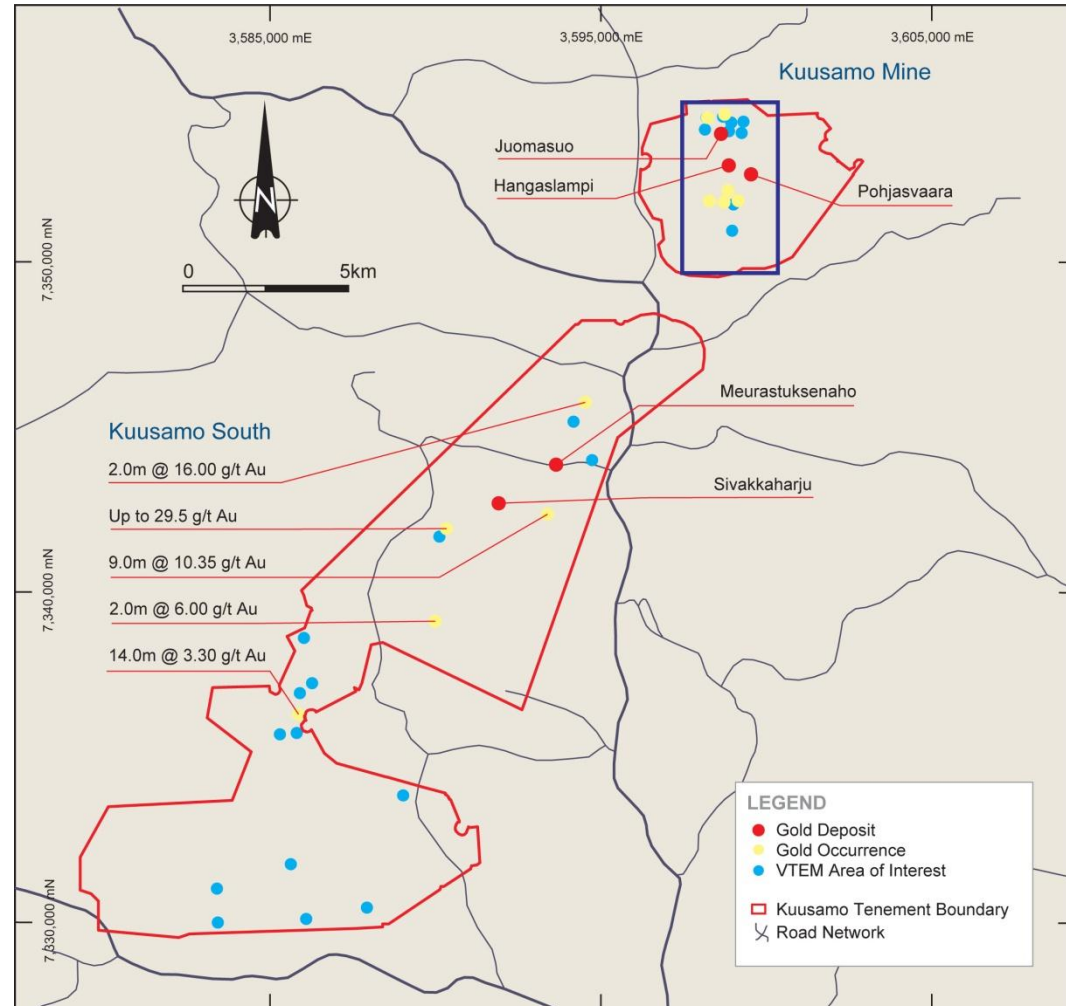 3,585,000 mE
3,595,000 mE
3,605,000 mE
Kuusamo Mine
Juomasuo
Hangaslampi
Pohjasvaara
N
7,350,000 mN
0
5km
Meurastuksenaho
Kuusamo South
2.0m @ 16.00 g/t Au
Sivakkaharju
Up to 29.5 g/t Au
9.0m @ 10.35 g/t Au
7,340,000 mN
2.0m @ 6.00 g/t Au
14.0m @ 3.30 g/t Au
LEGEND
Gold Deposit
Gold Occurrence
VTEM Area of Interest
Kuusamo Tenement Boundary
Road Network
7,330,000 mN